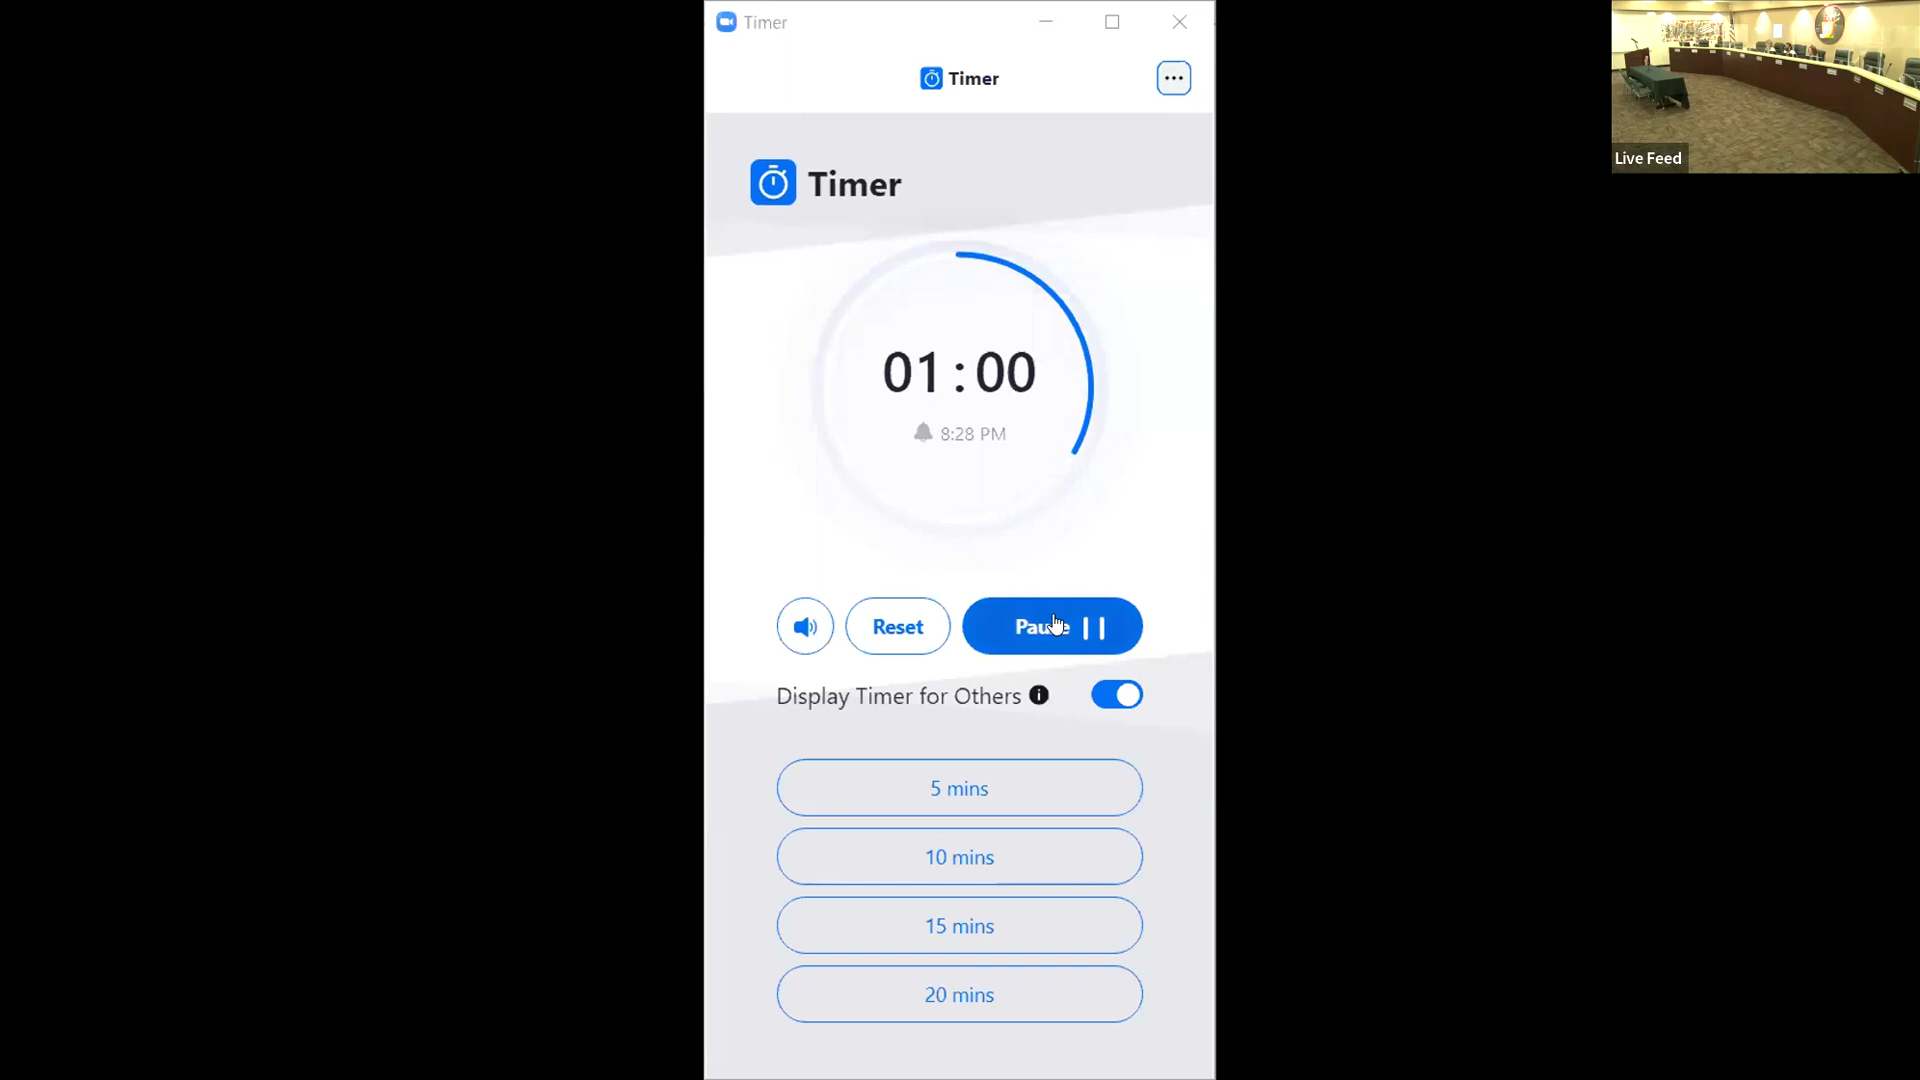 Timer
Timer
Timer
01:00
8:28 PM
Reset
Pause
Display Timer for Others
5 mins
10 mins
15 mins
20 mins
Live Feed